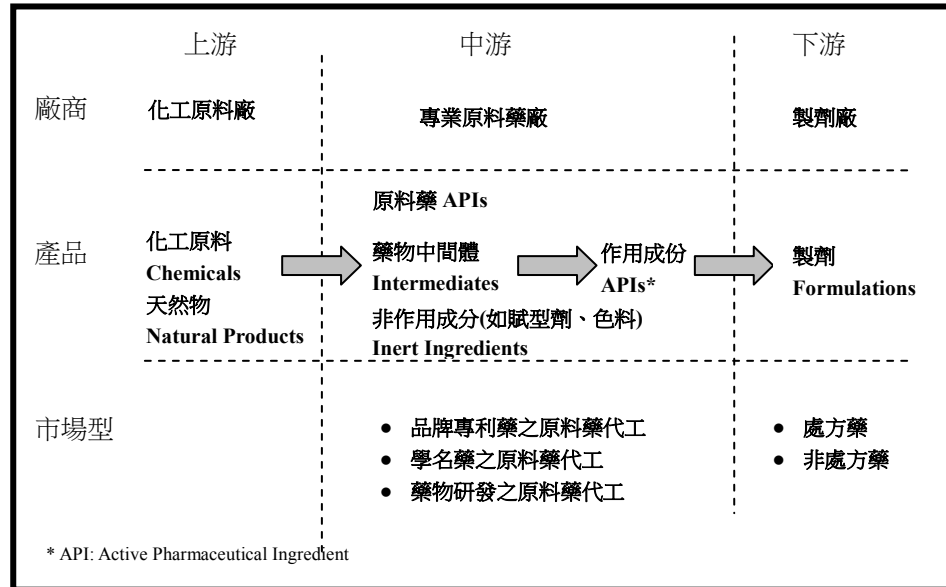 上游
中游
下游
廠商
化工原料廠
專業原料藥廠
製劑廠
產品
化工原料
Chemicals
天然物
Natural Products
原料藥 APIs
藥物中間體
Intermediates
非作用成分(如賦型劑、色料)
Inert Ingredients
作用成份
APIs*
製劑
Formulations
市場型
• 品牌專利藥之原料藥代工
• 學名藥之原料藥代工
• 藥物研發之原料藥代工
• 處方藥
• 非處方藥
* API: Active Pharmaceutical Ingredient